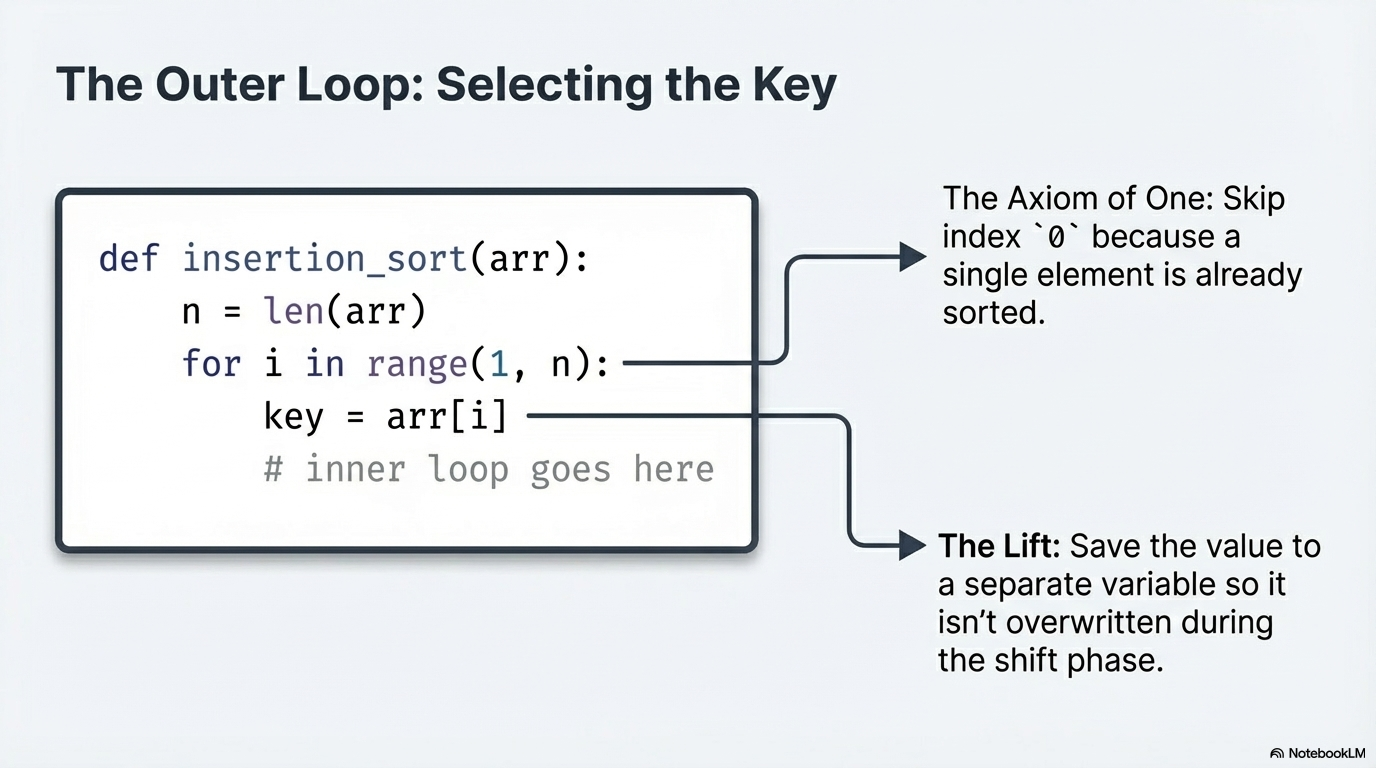 The Outer Loop: Selecting the Key
def insertion_sort(arr):
    n = len(arr)
    for i in range(1, n):
        key = arr[i]
        # inner loop goes here
The Axiom of One: Skip
index `0` because a
single element is already
sorted.
The Lift: Save the value to
a separate variable so it
isn’t overwritten during
the shift phase.
NotebookLM